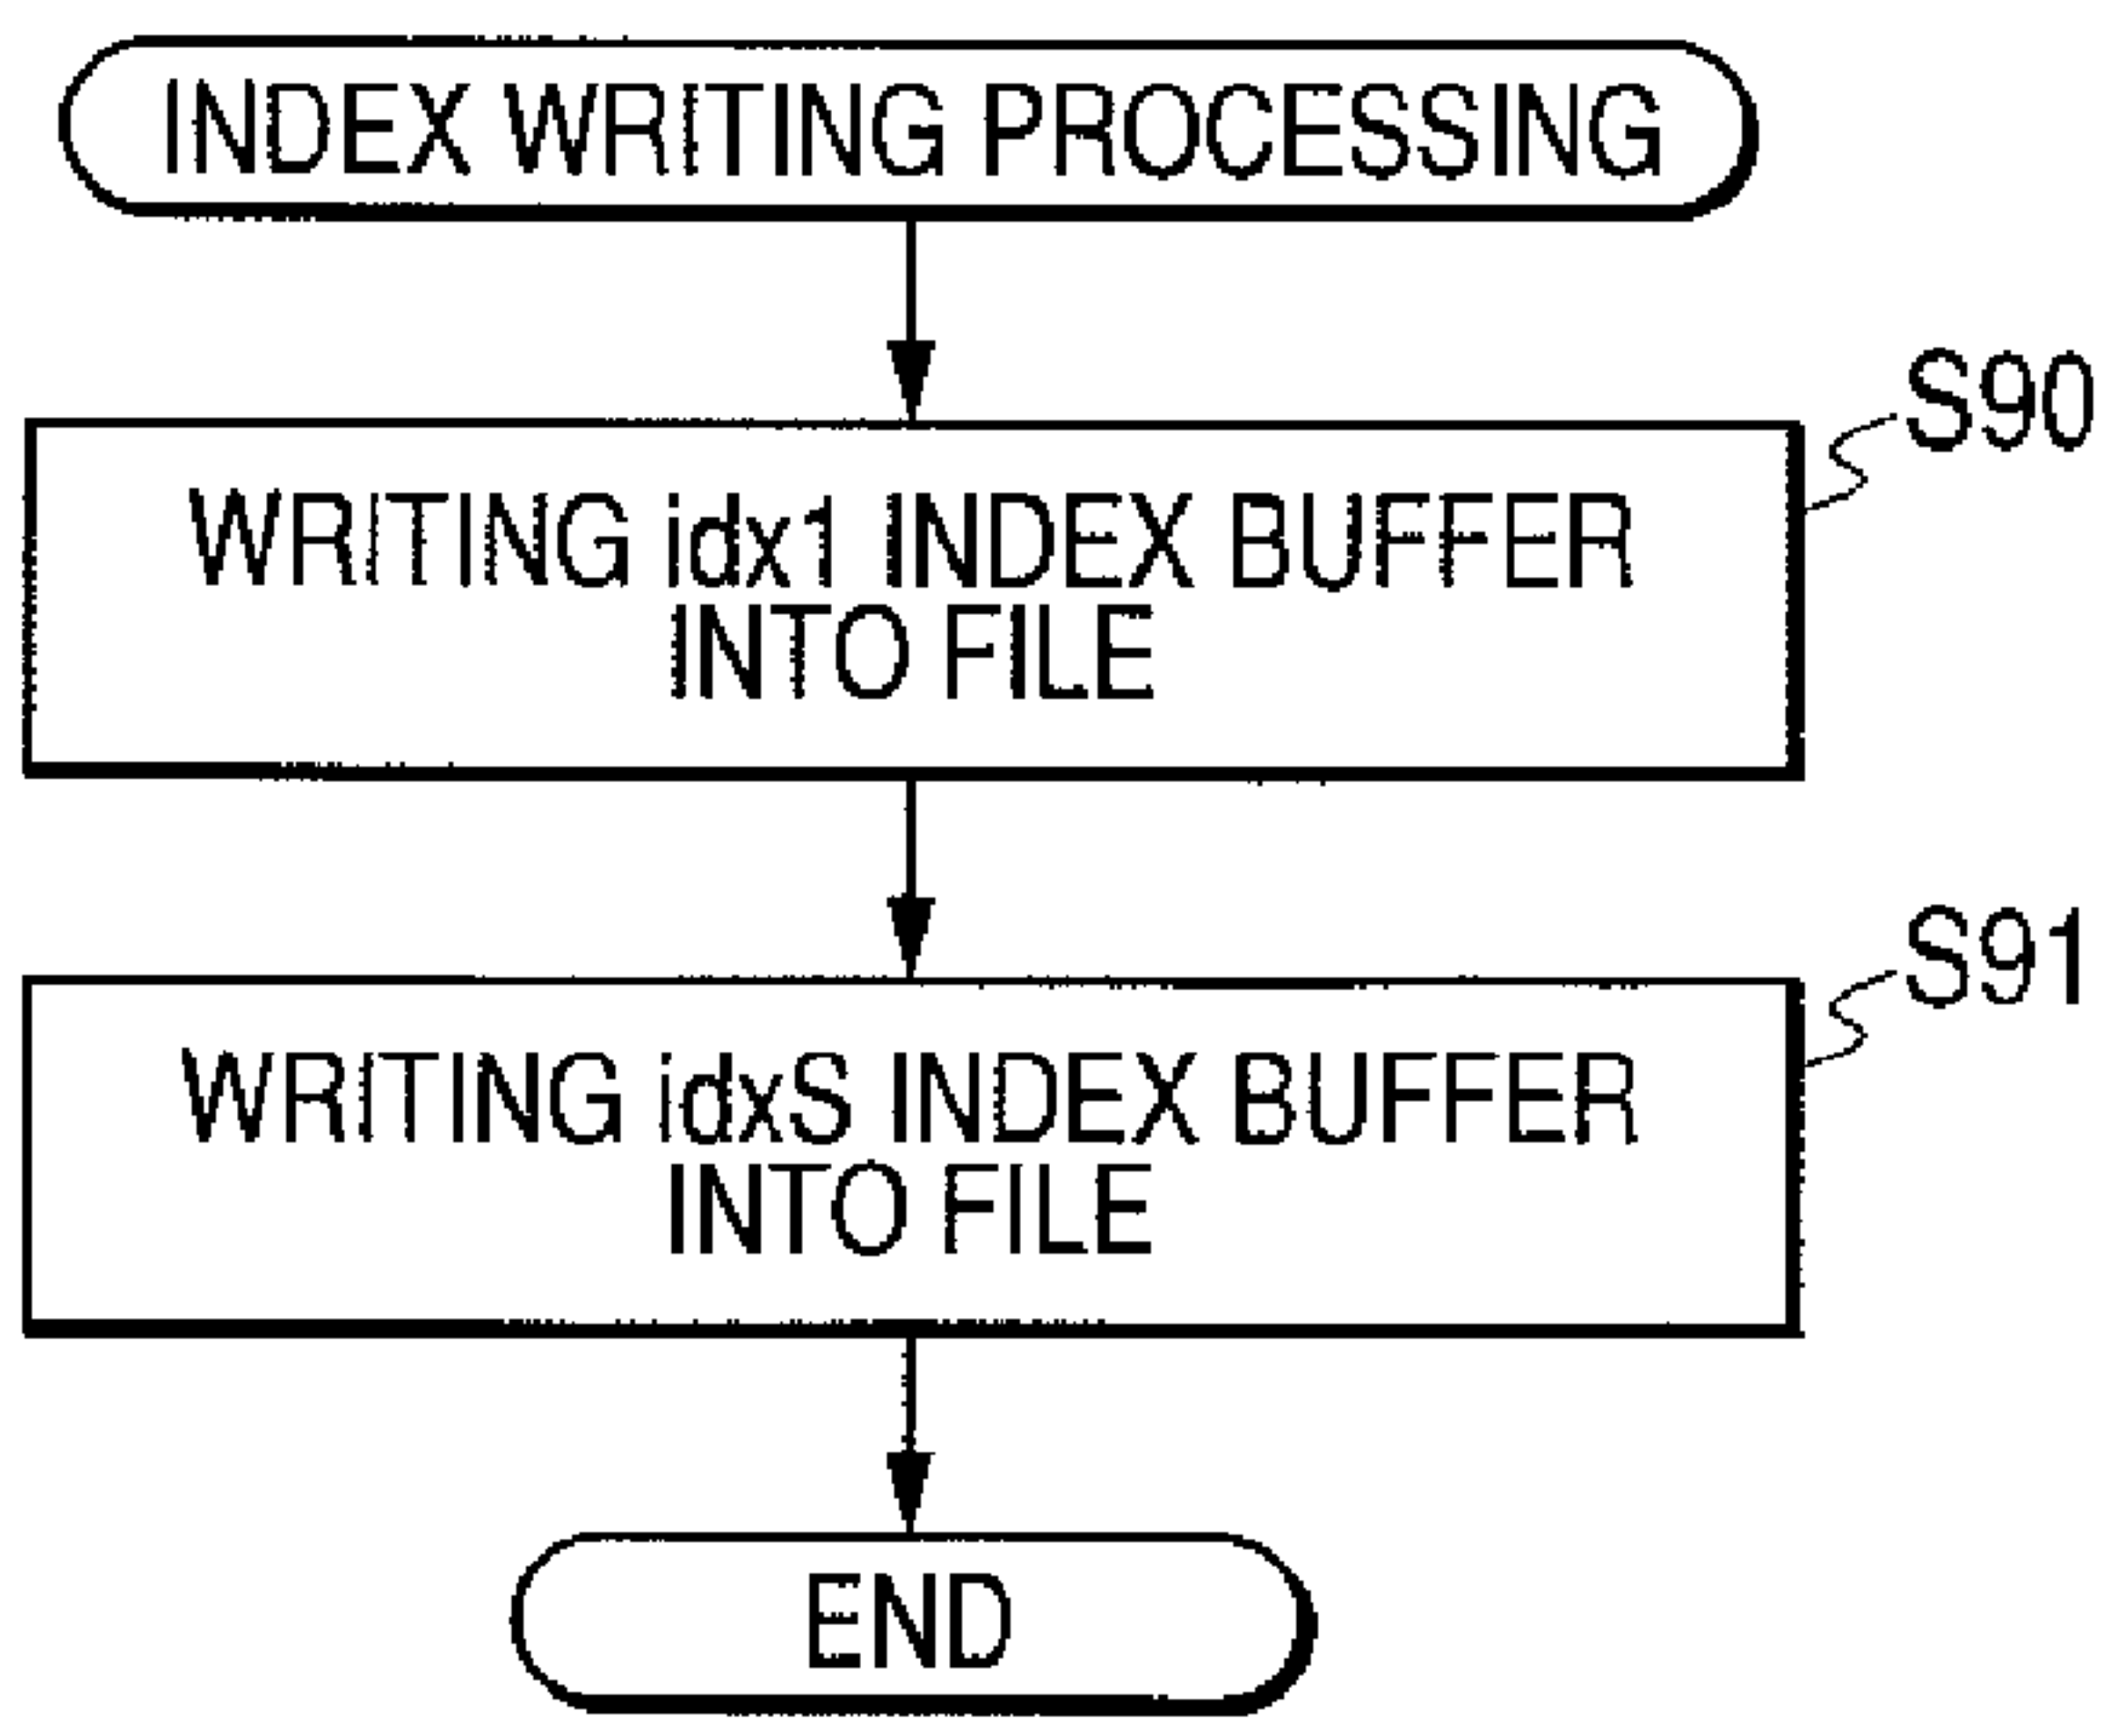 INDEX WRITING PROCESSING
S90
WRITING idx1 INDEX BUFFER
INTO FILE
S91
WRITING idxS INDEX BUFFER
INTO FILE
END